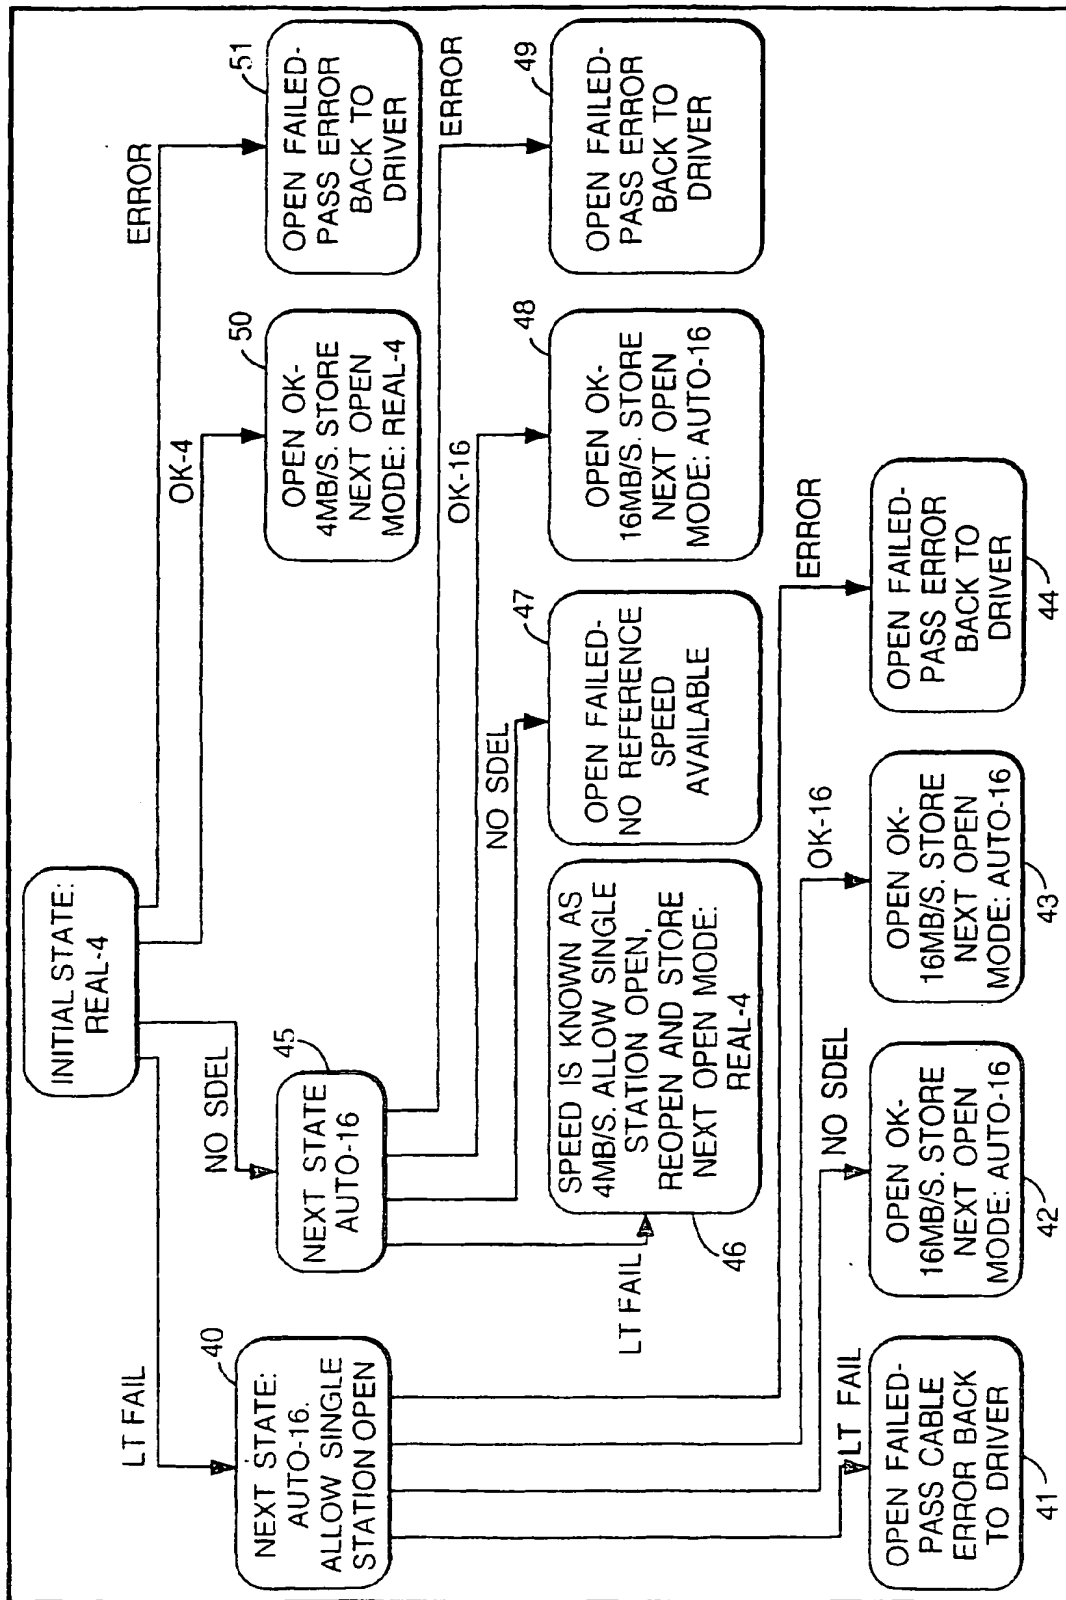 INITIAL STATE:
REAL-4
LT FAIL
NO SDEL
OK-4
ERROR
40
NEXT STATE:
AUTO-16.
ALLOW SINGLE
STATION OPEN
45
NEXT STATE
AUTO-16
50
OPEN OK-
4MB/S. STORE
NEXT OPEN
MODE: REAL-4
51
OPEN FAILED-
PASS ERROR
BACK TO
DRIVER
LT FAIL
NO SDEL
OK-16
ERROR
SPEED IS KNOWN AS
4MB/S. ALLOW SINGLE
STATION OPEN,
REOPEN AND STORE
NEXT OPEN MODE:
REAL-4
46
47
OPEN FAILED-
NO REFERENCE
SPEED
AVAILABLE
48
OPEN OK-
16MB/S. STORE
NEXT OPEN
MODE: AUTO-16
49
OPEN FAILED-
PASS ERROR
BACK TO
DRIVER
LT FAIL
NO SDEL
OK-16
ERROR
OPEN FAILED-
PASS CABLE
ERROR BACK
TO DRIVER
41
OPEN OK-
16MB/S. STORE
NEXT OPEN
MODE: AUTO-16
42
OPEN OK-
16MB/S. STORE
NEXT OPEN
MODE: AUTO-16
43
OPEN FAILED-
PASS ERROR
BACK TO
DRIVER
44